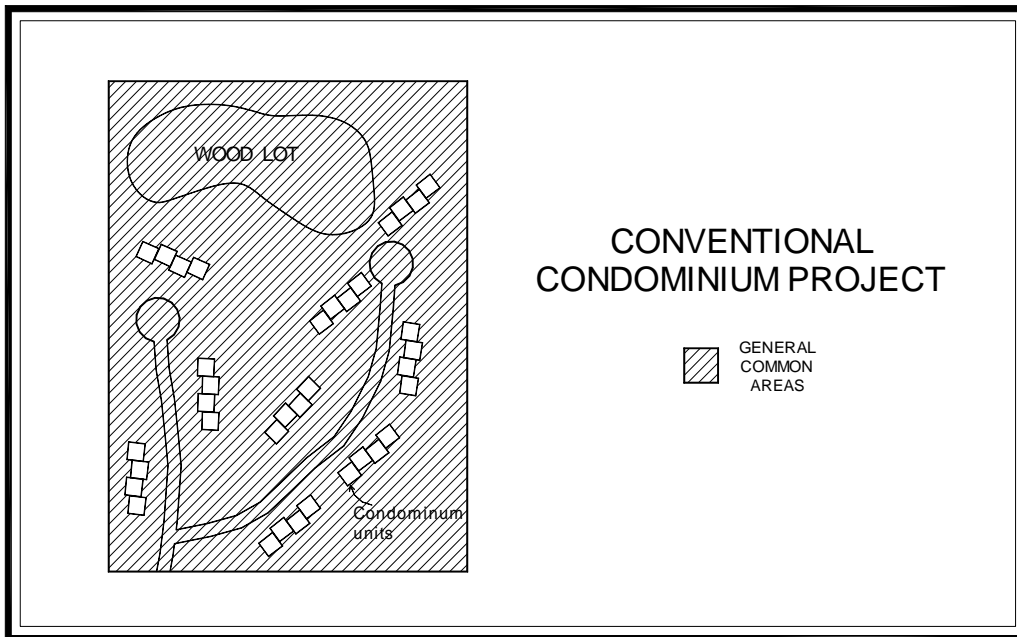 WOOD LOT
CONVENTIONAL
CONDOMINIUM PROJECT
GENERAL
COMMON
AREAS
Condominum
units